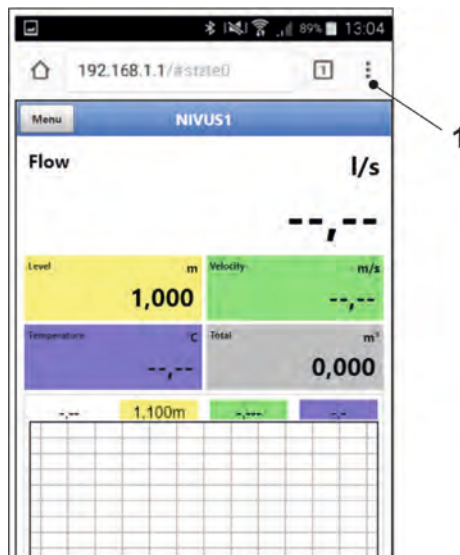 89% 13:04
192.168.1.1/#stzte0 1
1
Menu NIVUS1
Flow l/s
--,--
Level m Velocity m/s
1,000 --,--
Temperature °C Total m³
--,-- 0,000
-,-- 1,100m -,--- -,-